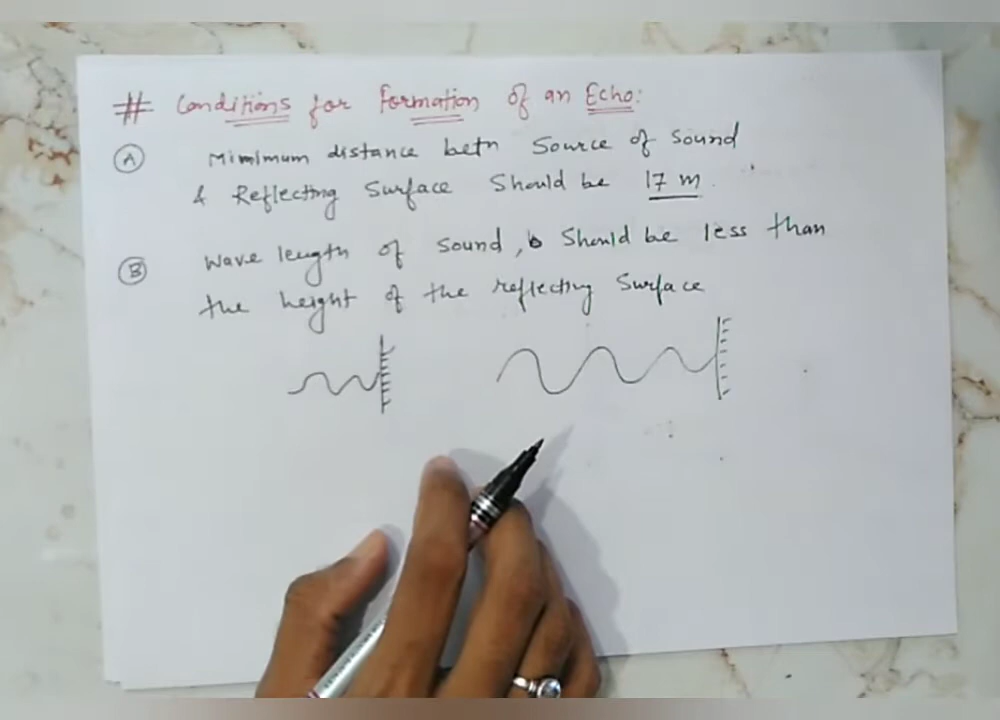 # Conditions for Formation of an Echo:
A Minimum distance betn Source of Sound
& Reflecting Surface Should be 17 m.
B Wave length of Sound, Should be less than
the height of the reflecting Surface